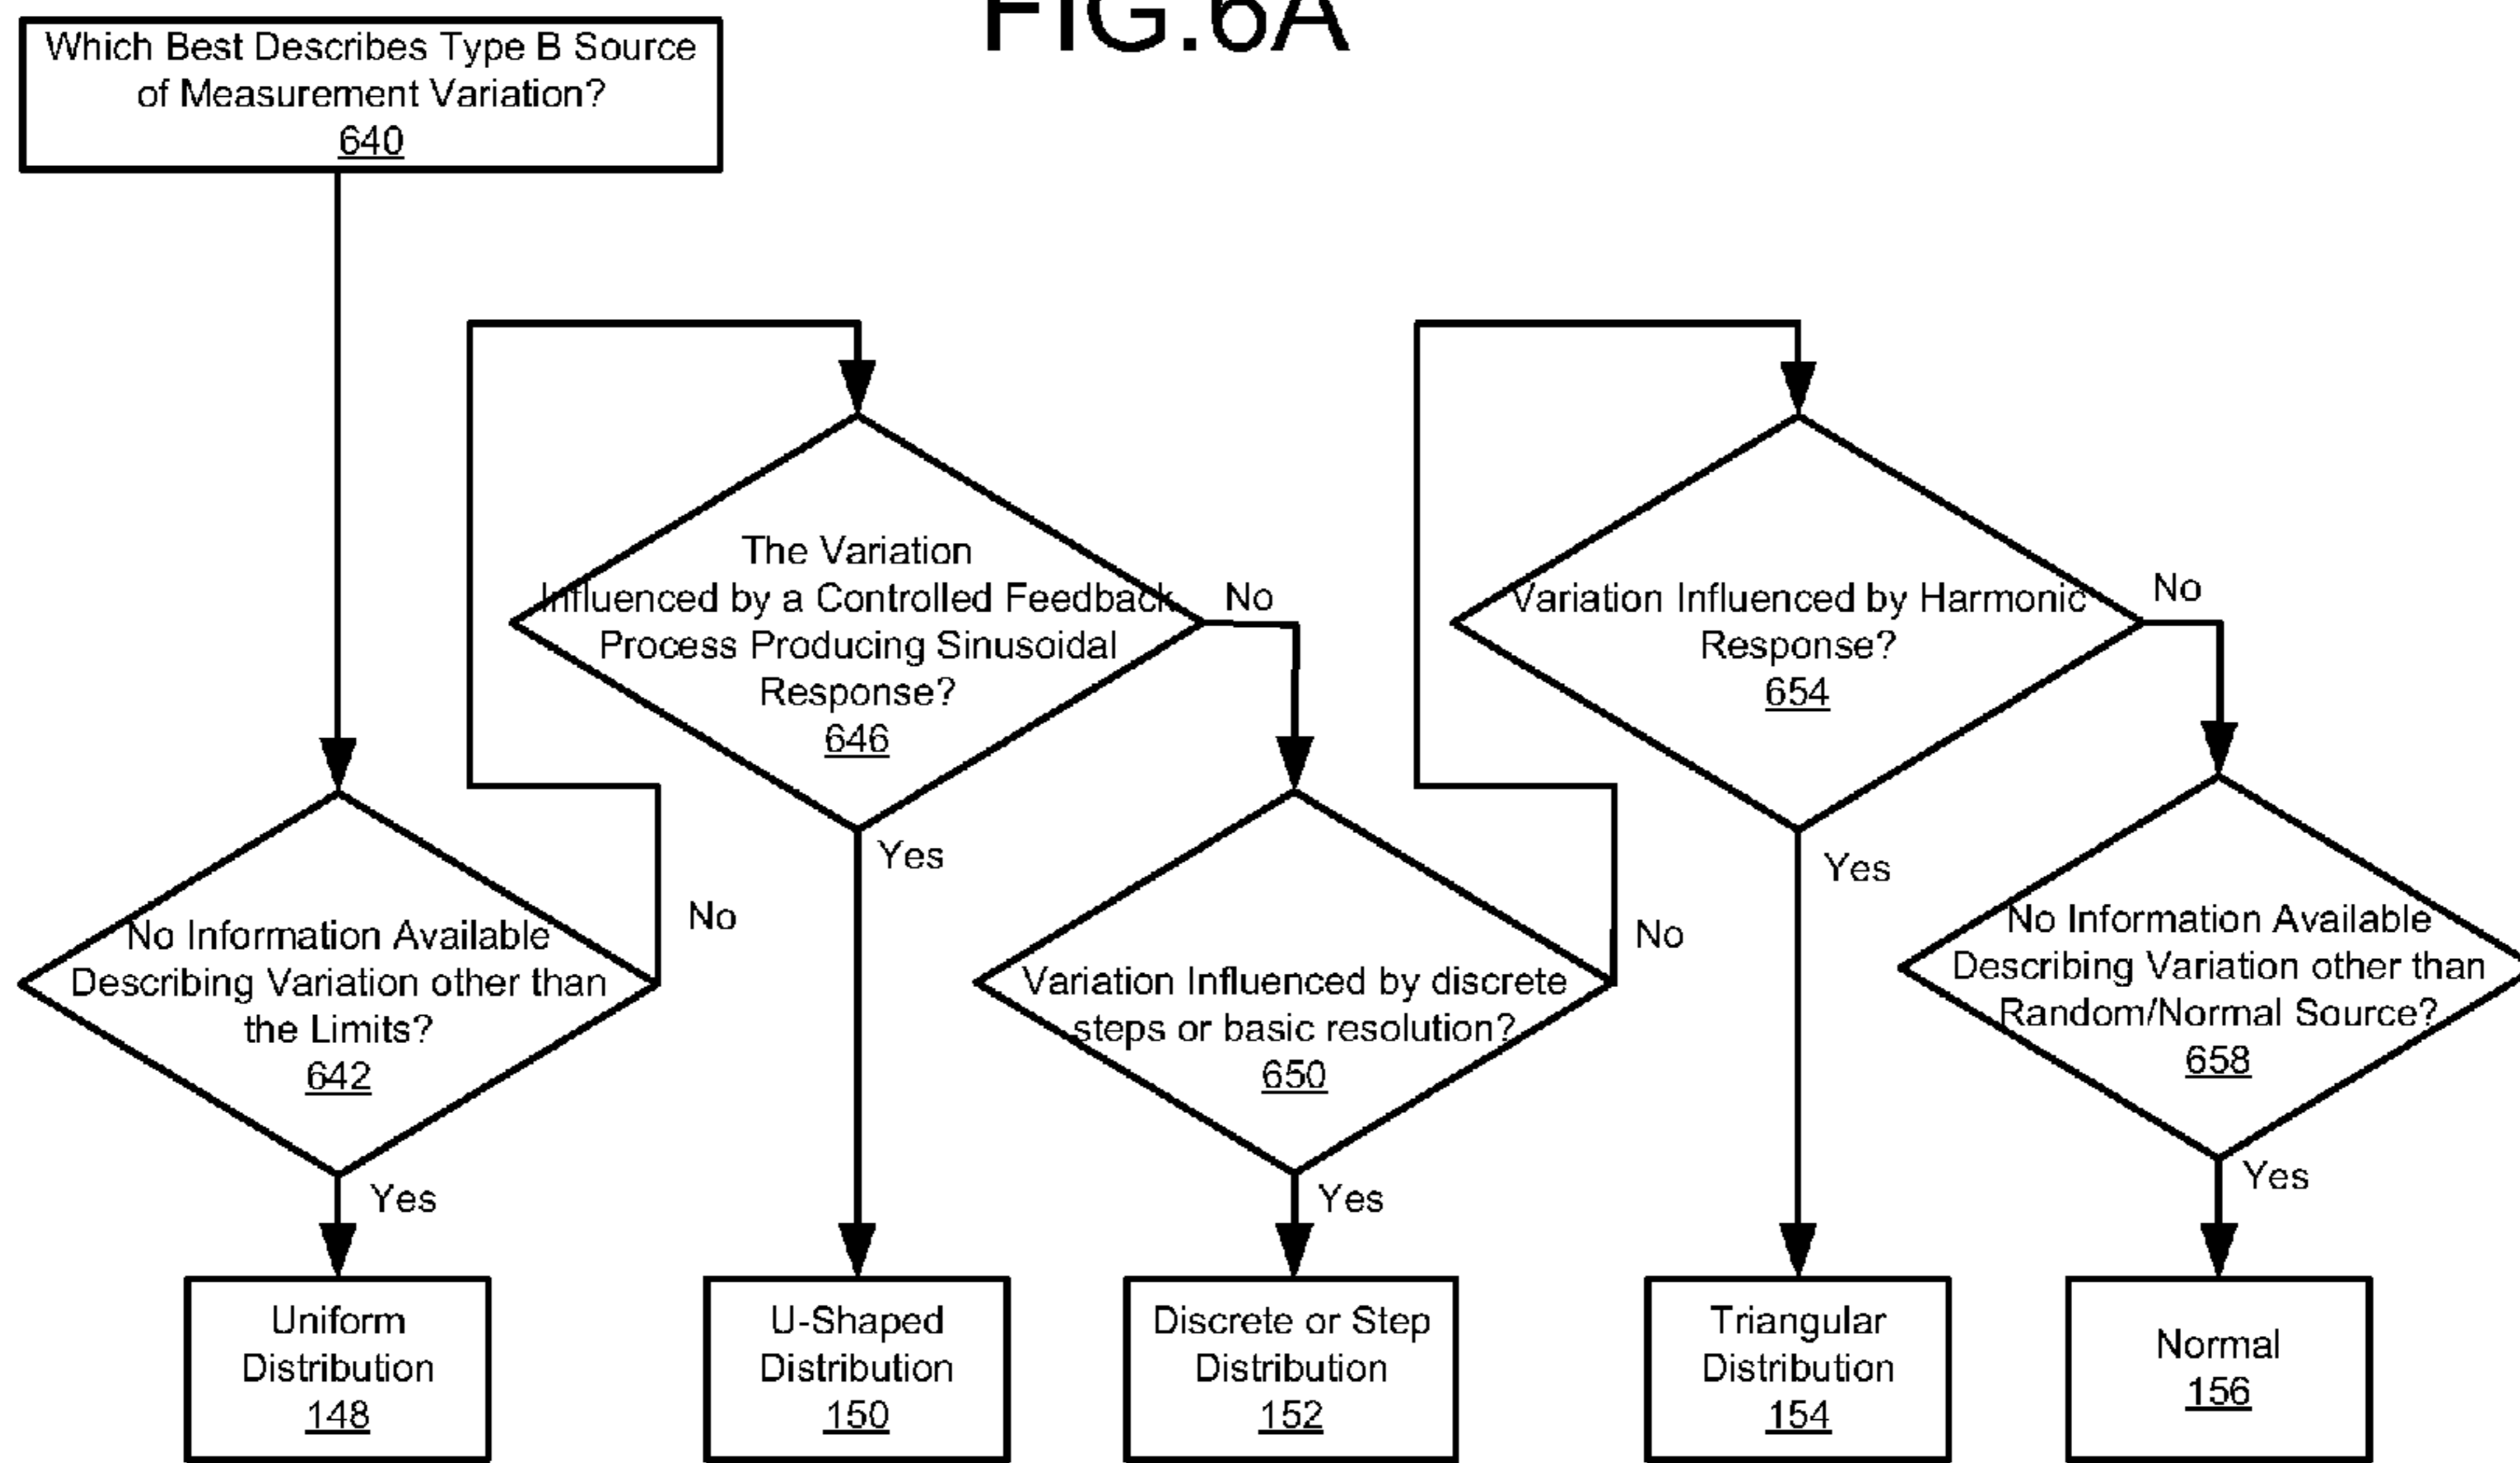 FIG.6A
Which Best Describes Type B Source
of Measurement Variation?
640
The Variation
Influenced by a Controlled Feedback
Process Producing Sinusoidal
Response?
646
No
Yes
Variation Influenced by Harmonic
Response?
654
No
Yes
No Information Available
Describing Variation other than
the Limits?
642
No
Yes
Variation Influenced by discrete
steps or basic resolution?
650
No
Yes
No Information Available
Describing Variation other than
Random/Normal Source?
658
Yes
Uniform
Distribution
148
U-Shaped
Distribution
150
Discrete or Step
Distribution
152
Triangular
Distribution
154
Normal
156